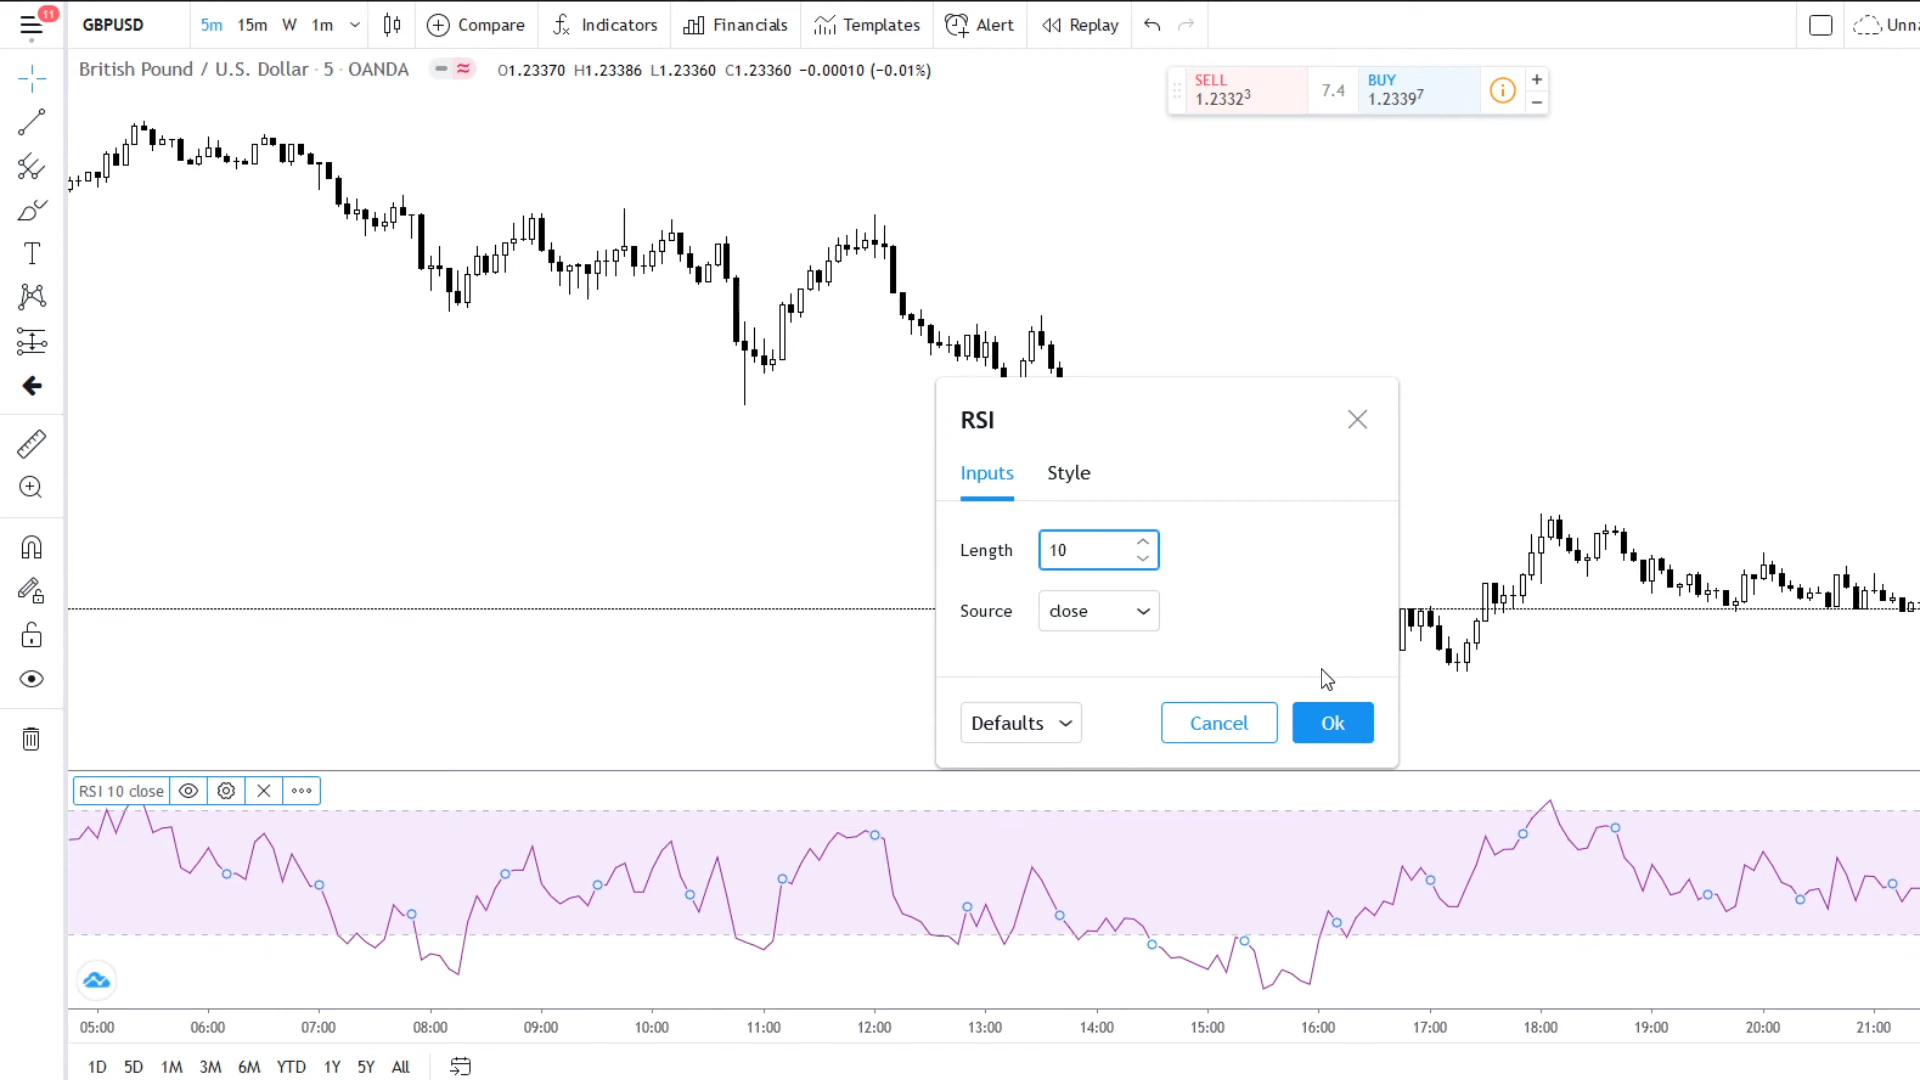 11
GBPUSD
5m 15m W 1m
Compare
Indicators
Financials
Templates
Alert
Replay
Unna
British Pound / U.S. Dollar · 5 · OANDA
O1.23370 H1.23386 L1.23360 C1.23360 −0.00010 (−0.01%)
SELL
1.23323
7.4
BUY
1.23397
RSI
Inputs Style
Length 10
Source close
Defaults Cancel Ok
RSI 10 close
05:00 06:00 07:00 08:00 09:00 10:00 11:00 12:00 13:00 14:00 15:00 16:00 17:00 18:00 19:00 20:00 21:00
1D 5D 1M 3M 6M YTD 1Y 5Y All